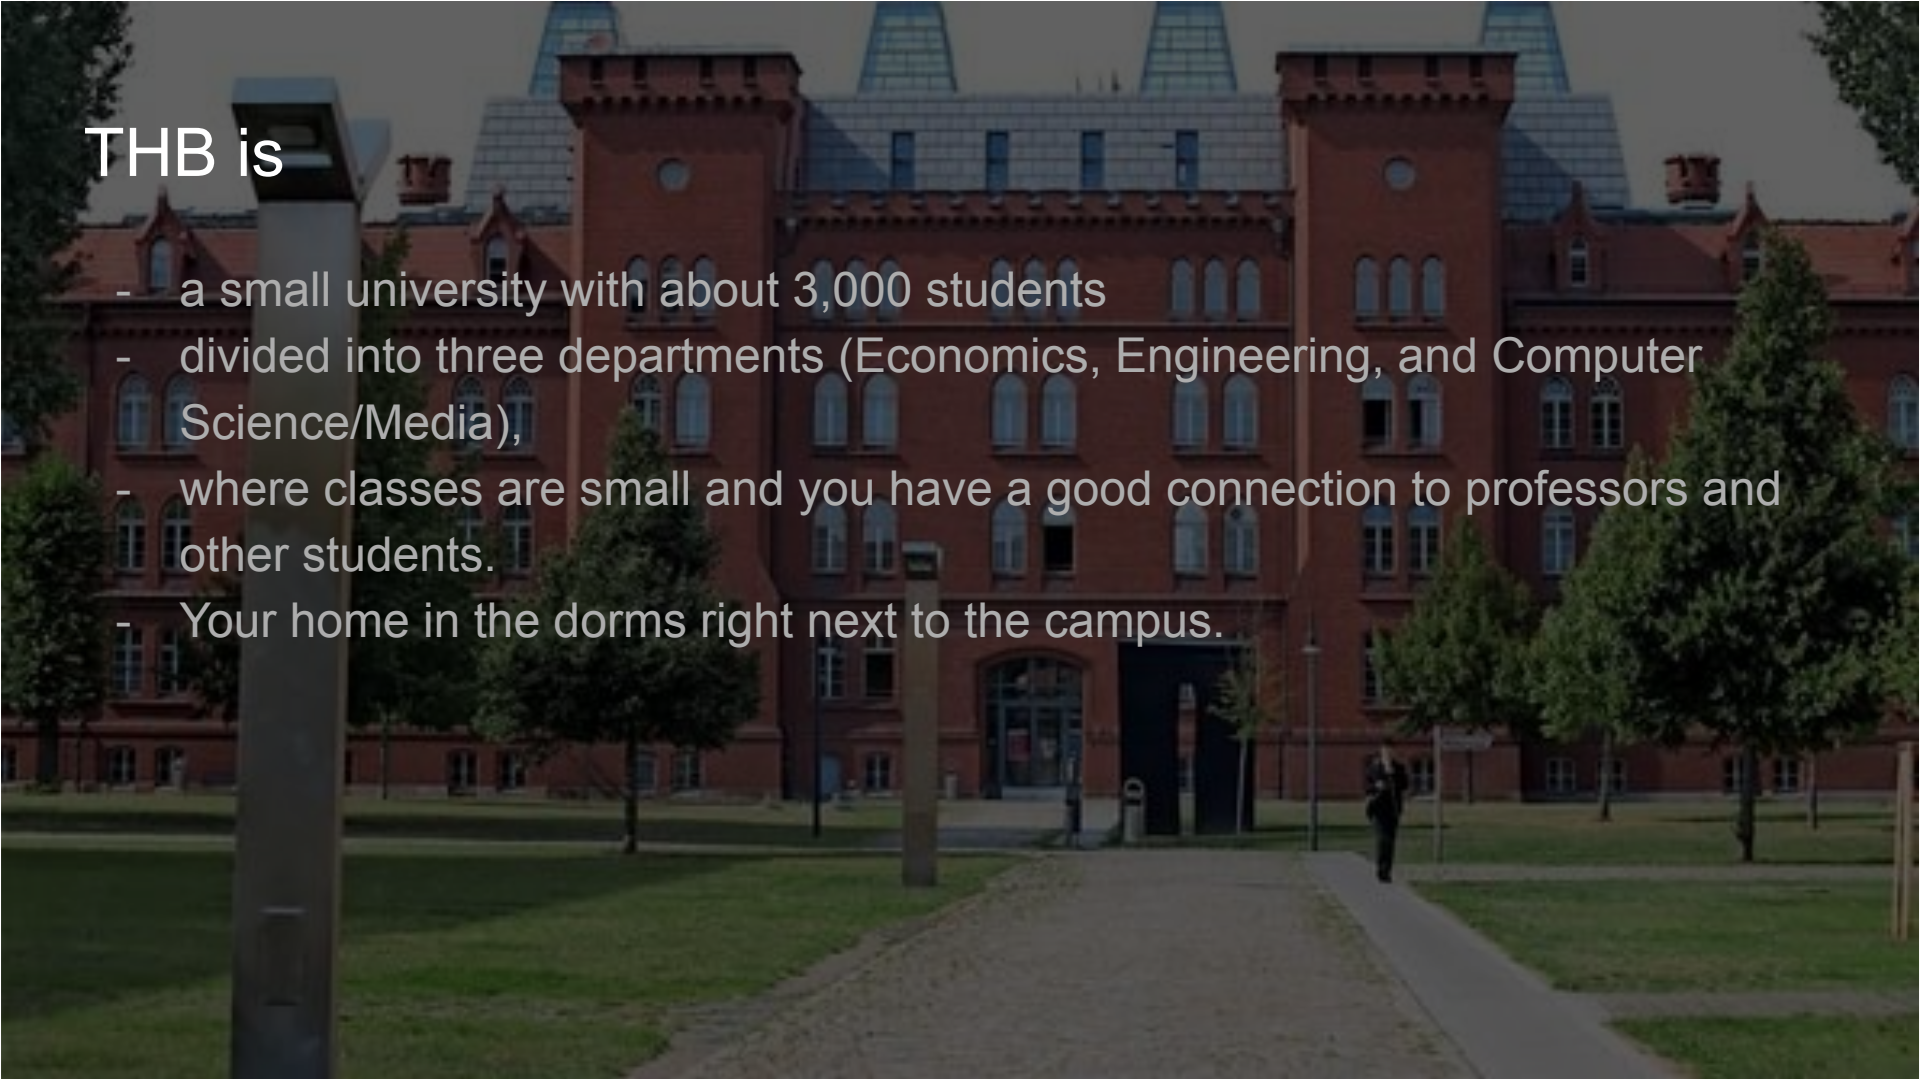 THB is
- a small university with about 3,000 students
- divided into three departments (Economics, Engineering, and Computer
Science/Media),
- where classes are small and you have a good connection to professors and
other students.
- Your home in the dorms right next to the campus.